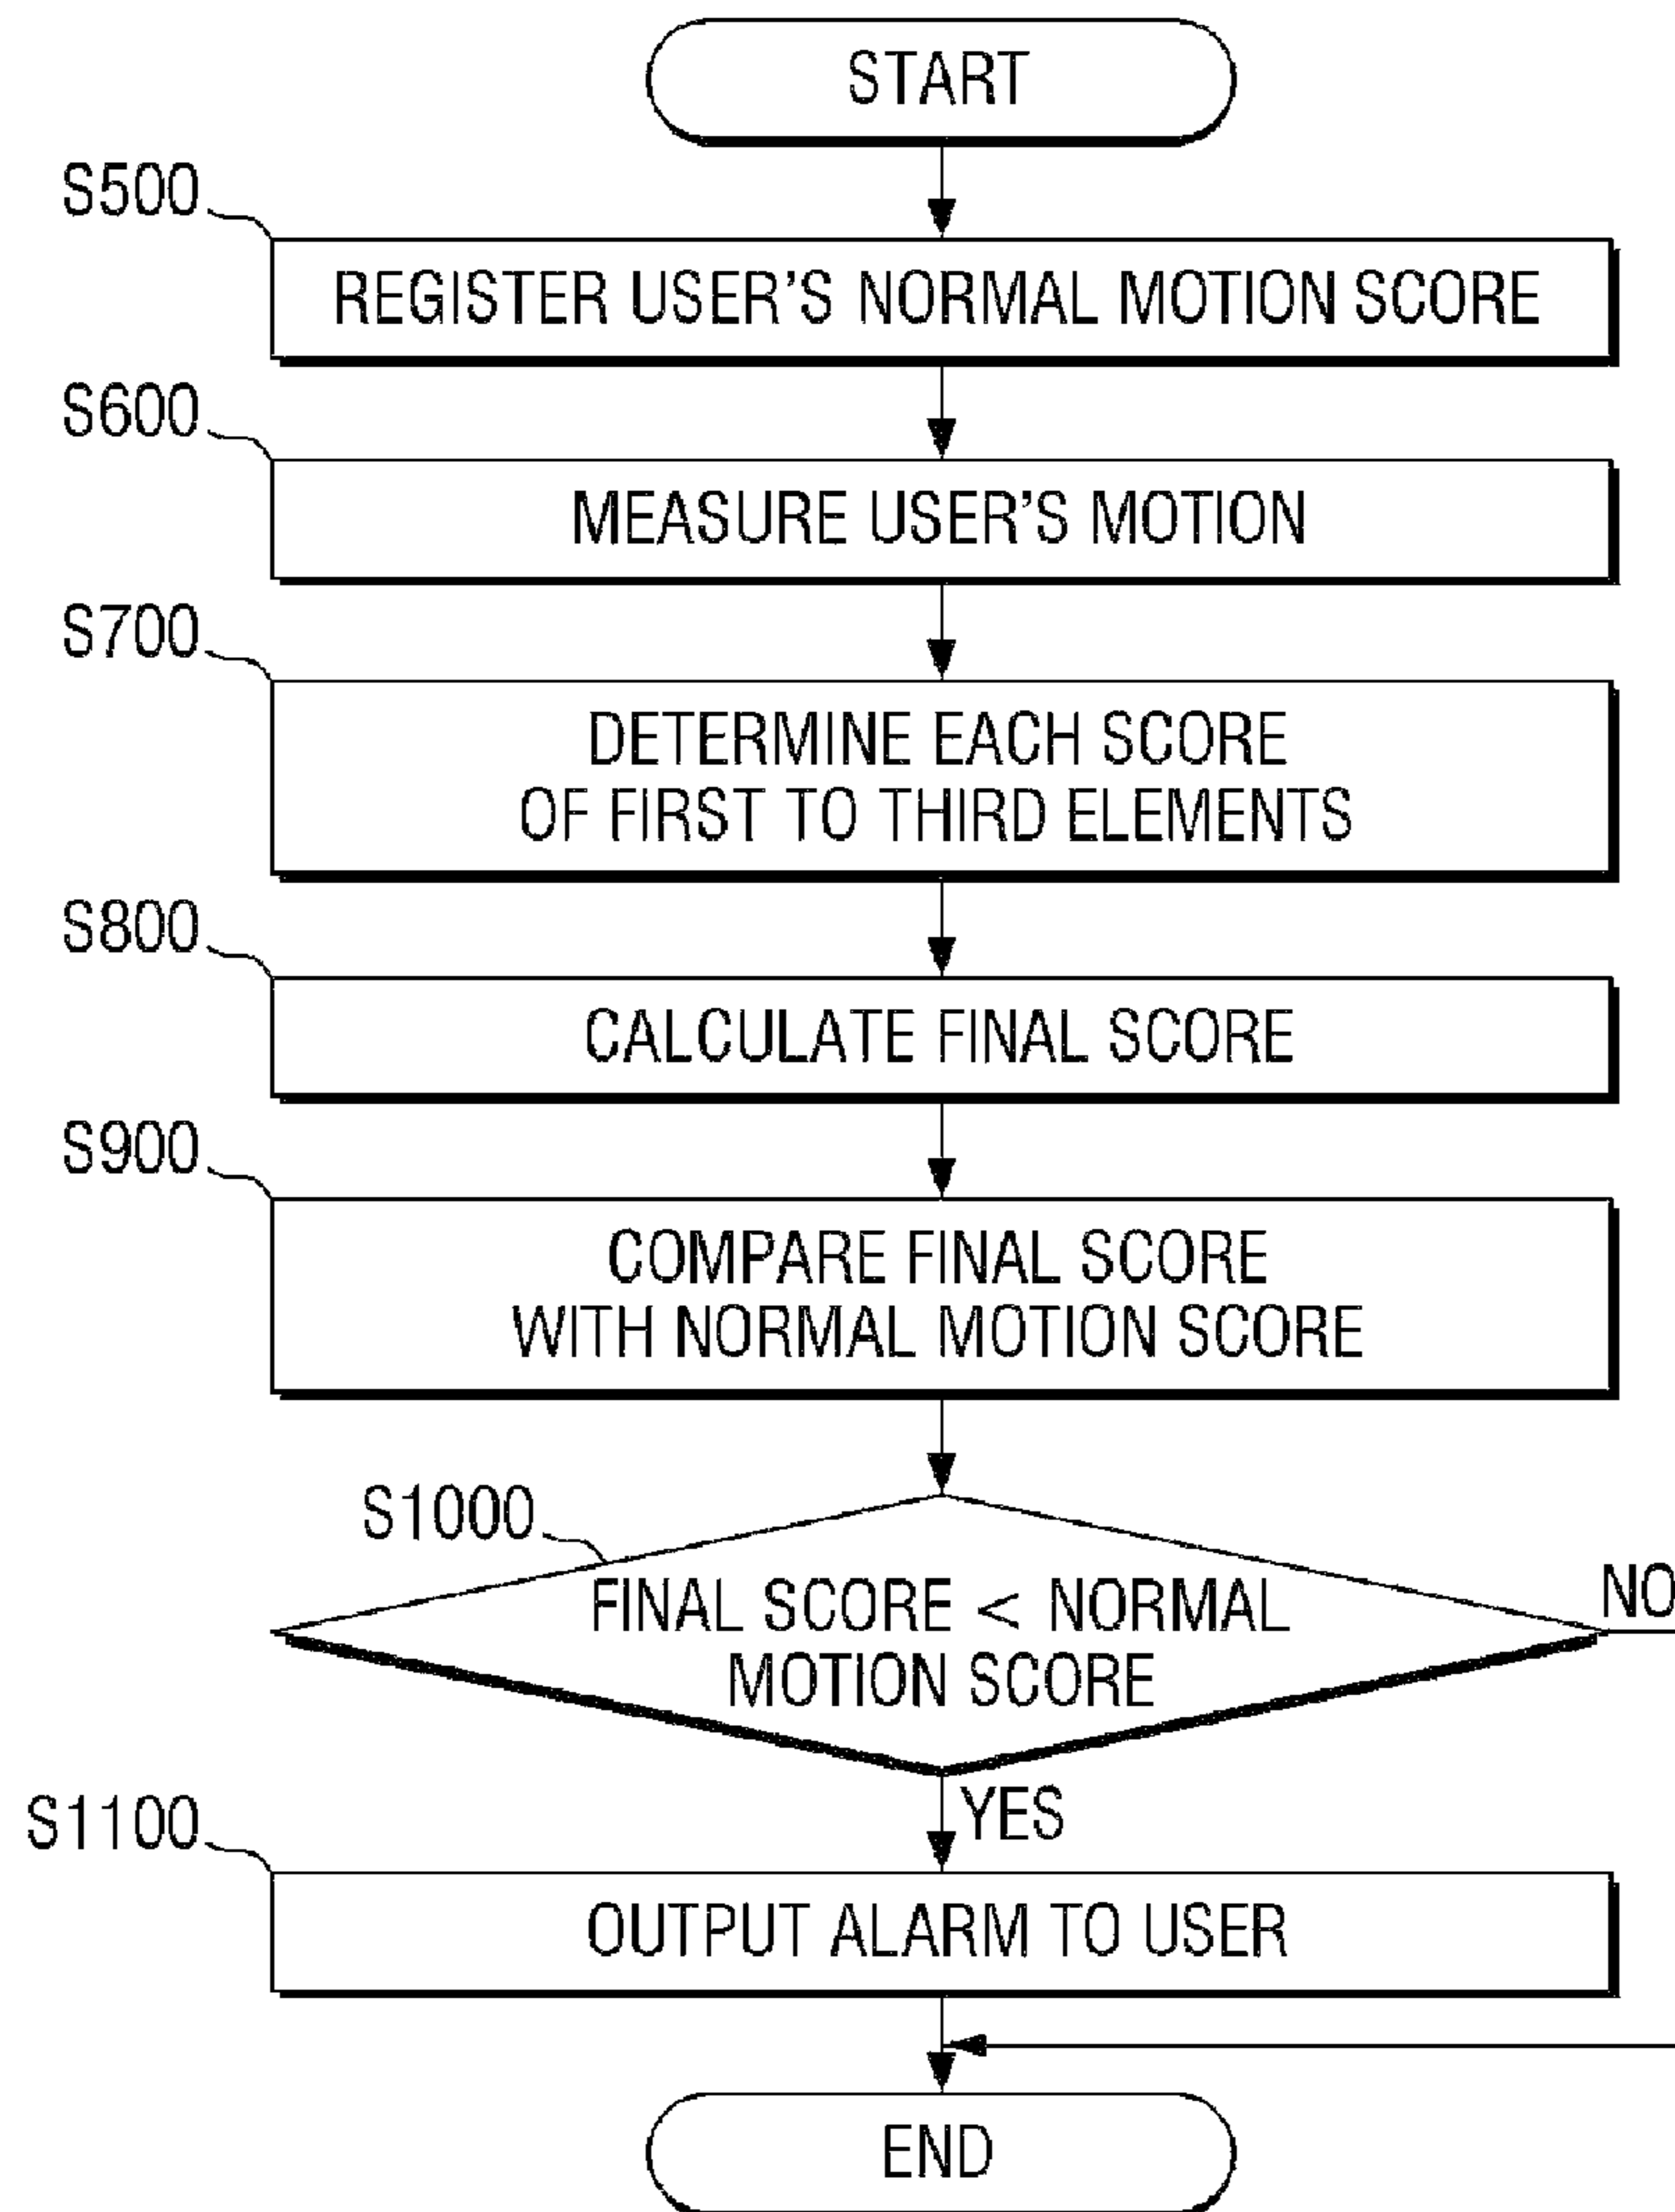 START
S500
REGISTER USER'S NORMAL MOTION SCORE
S600
MEASURE USER'S MOTION
S700
DETERMINE EACH SCORE
OF FIRST TO THIRD ELEMENTS
S800
CALCULATE FINAL SCORE
S900
COMPARE FINAL SCORE
WITH NORMAL MOTION SCORE
S1000
FINAL SCORE < NORMAL
MOTION SCORE
NO
YES
S1100
OUTPUT ALARM TO USER
END